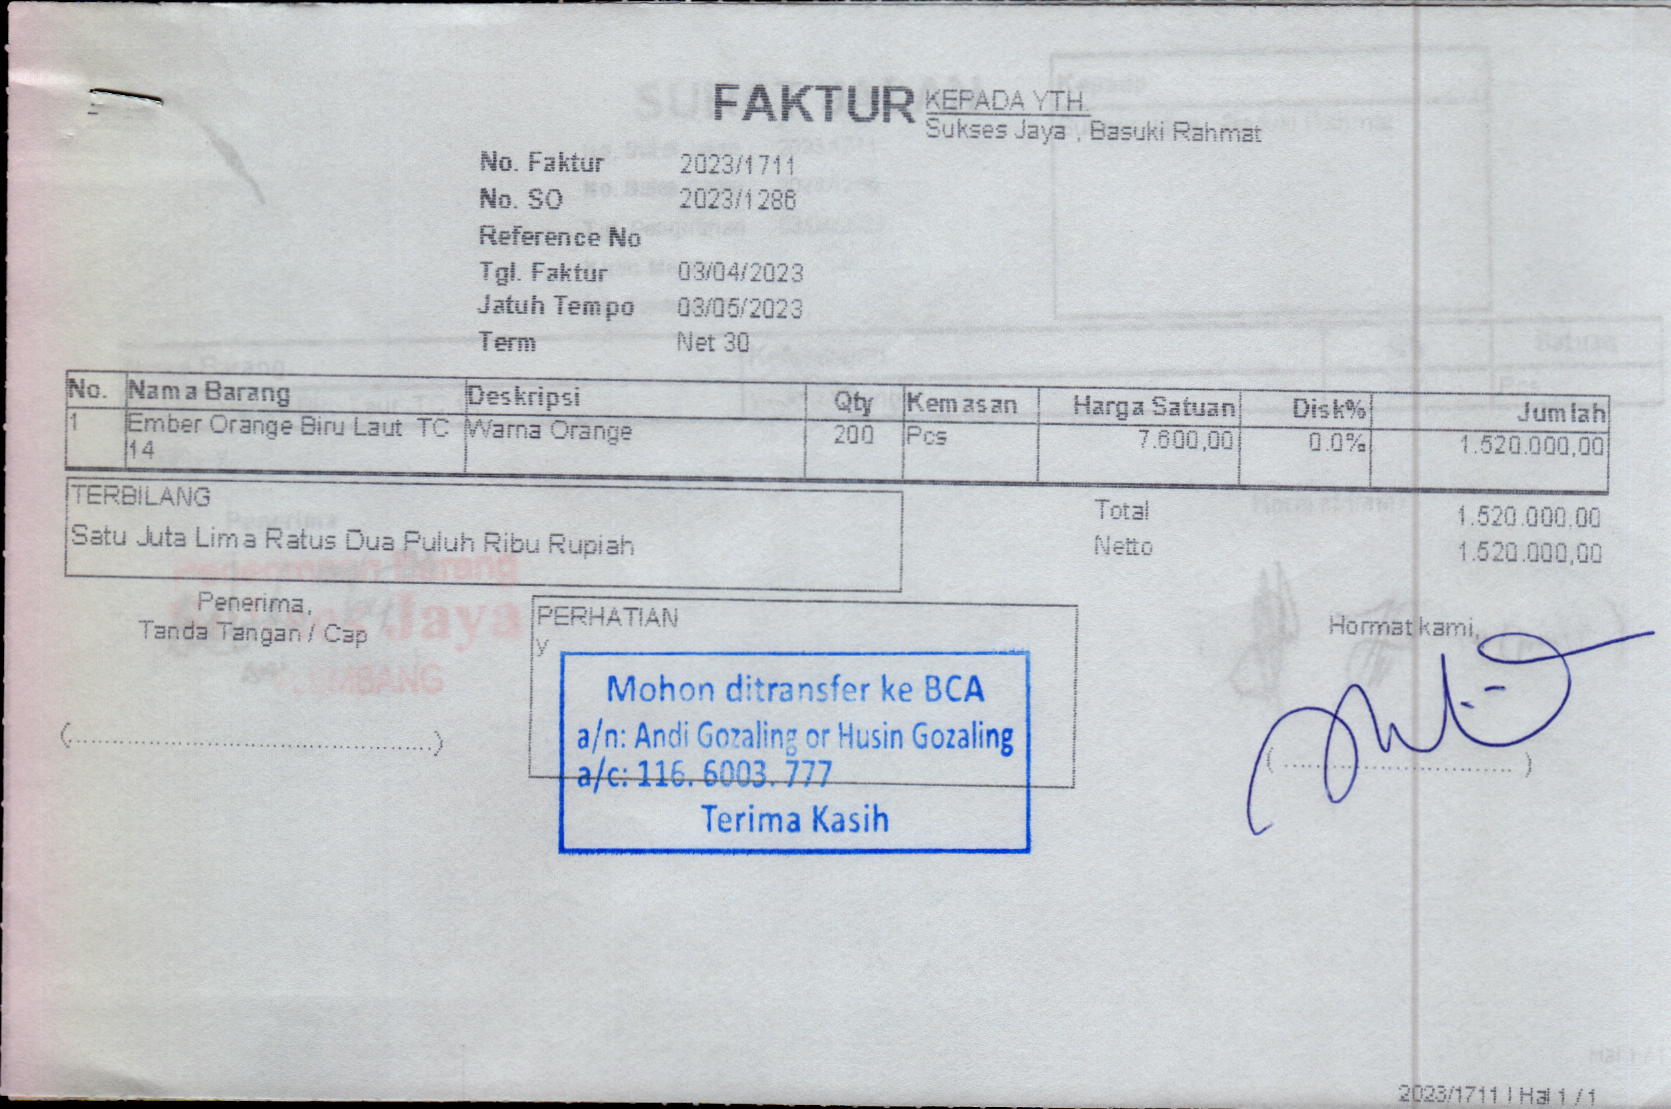 FAKTUR
KEPADA YTH.
Sukses Jaya , Basuki Rahmat
No. Faktur 2023/1711
No. SO 2023/1286
Reference No
Tgl. Faktur 03/04/2023
Jatuh Tempo 03/05/2023
Term Net 30
No. Nama Barang Deskripsi Qty Kemasan Harga Satuan Disk% Jumlah
1 Ember Orange Biru Laut TC Warna Orange 200 Pcs 7.600,00 0.0% 1.520.000,00
14
TERBILANG
Satu Juta Lima Ratus Dua Puluh Ribu Rupiah
Total 1.520.000,00
Netto 1.520.000,00
Penerima,
Tanda Tangan / Cap
PERHATIAN
y
Hormat kami,
Mohon ditransfer ke BCA
a/n: Andi Gozaling or Husin Gozaling
a/c: 116. 6003. 777
Terima Kasih
2023/1711 | Hal 1 / 1